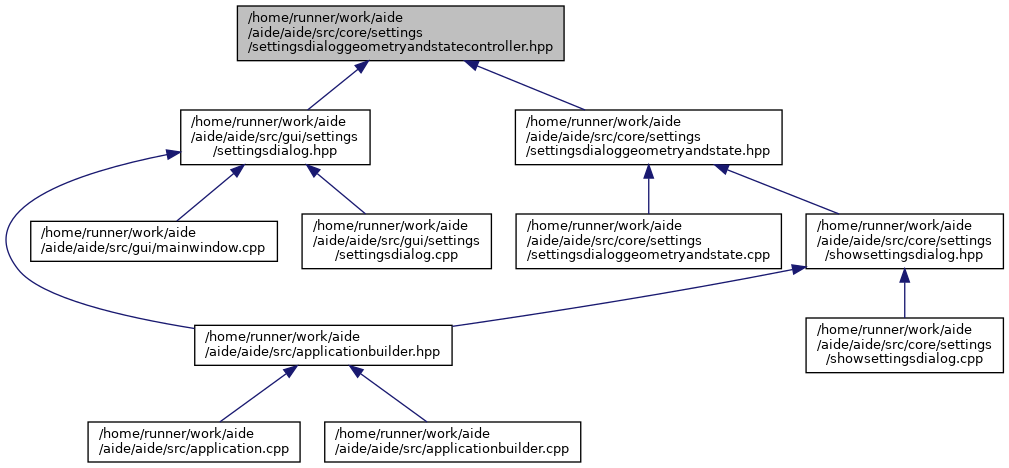 /home/runner/work/aide
/aide/aide/src/core/settings
/settingsdialoggeometryandstatecontroller.hpp
/home/runner/work/aide
/aide/aide/src/gui/settings
/settingsdialog.hpp
/home/runner/work/aide
/aide/aide/src/core/settings
/settingsdialoggeometryandstate.hpp
/home/runner/work/aide
/aide/aide/src/gui/mainwindow.cpp
/home/runner/work/aide
/aide/aide/src/gui/settings
/settingsdialog.cpp
/home/runner/work/aide
/aide/aide/src/core/settings
/settingsdialoggeometryandstate.cpp
/home/runner/work/aide
/aide/aide/src/core/settings
/showsettingsdialog.hpp
/home/runner/work/aide
/aide/aide/src/applicationbuilder.hpp
/home/runner/work/aide
/aide/aide/src/core/settings
/showsettingsdialog.cpp
/home/runner/work/aide
/aide/aide/src/application.cpp
/home/runner/work/aide
/aide/aide/src/applicationbuilder.cpp